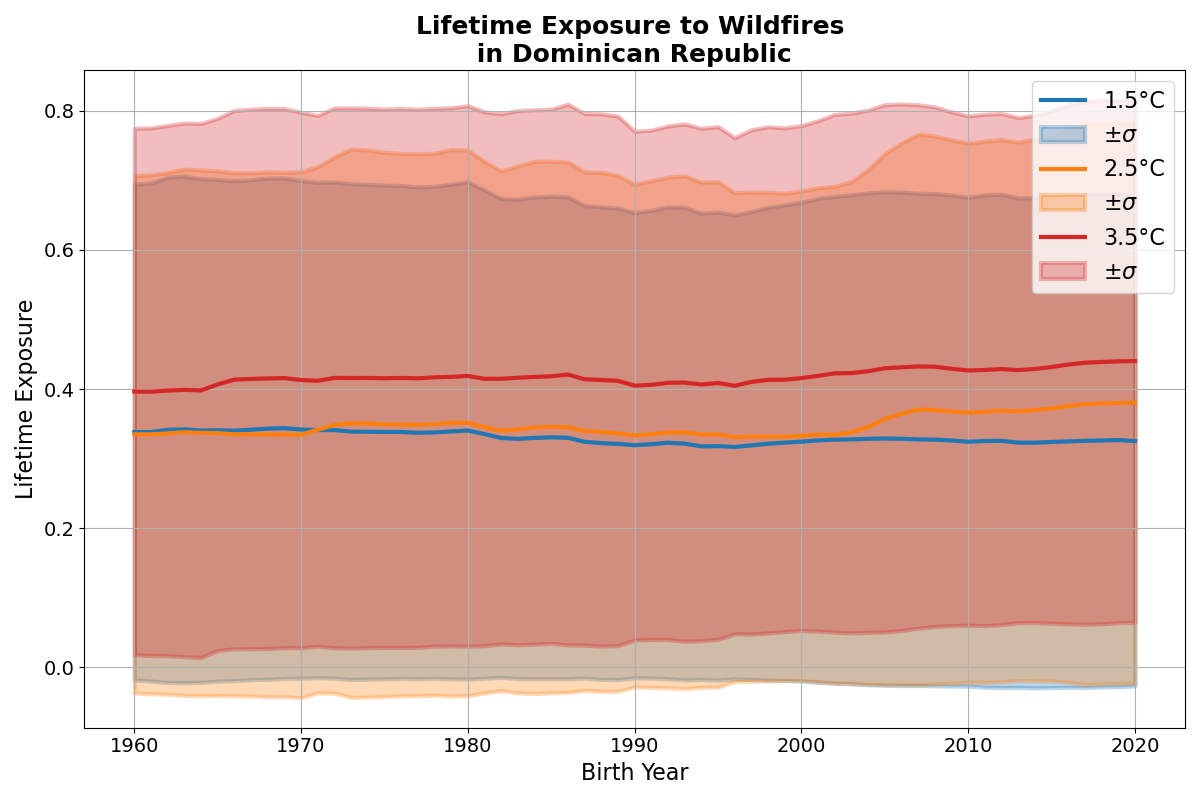 Lifetime Exposure to Wildfires
in Dominican Republic
Lifetime Exposure
0.8
0.6
0.4
0.2
0.0
1.5°C
±σ
2.5°C
±σ
3.5°C
±σ
1960
1970
1980
1990
2000
2010
2020
Birth Year